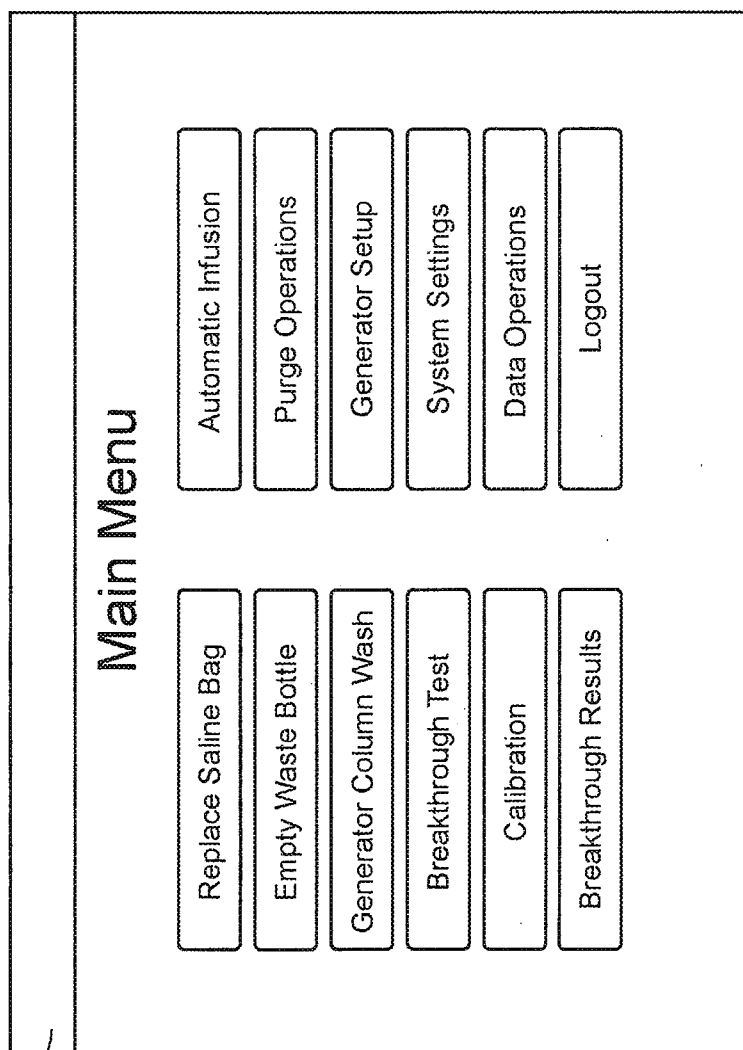 Main Menu
Replace Saline Bag
Automatic Infusion
Empty Waste Bottle
Purge Operations
Generator Column Wash
Generator Setup
Breakthrough Test
System Settings
Calibration
Data Operations
Breakthrough Results
Logout